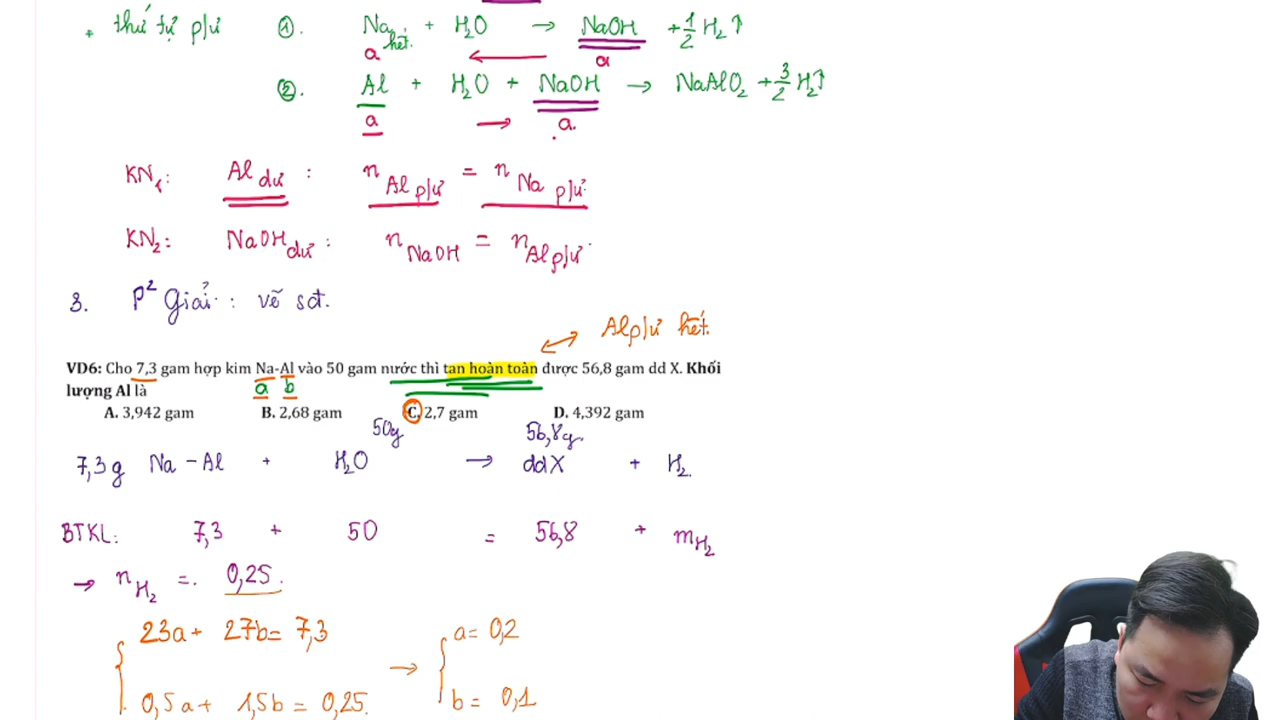 * thứ tự p/ư ①. Na hết + H₂O → NaOH + 1/2 H₂↑
a ← a
②. Al + H₂O + NaOH → NaAlO₂ + 3/2 H₂↑
a → a.
KN₁: Al dư : n Al p/ư = n Na p/ư.
KN₂: NaOH dư : n NaOH = n Al p/ư.
3. P² Giải : vẽ sơ đ.
Al p/ư hết.
VD6: Cho 7,3 gam hợp kim Na-Al vào 50 gam nước thì tan hoàn toàn được 56,8 gam dd X. Khối
lượng Al là a b
A. 3,942 gam B. 2,68 gam C. 2,7 gam D. 4,392 gam
50g 56,8g
7,3g Na - Al + H₂O → dd X + H₂.
BTKL: 7,3 + 50 = 56,8 + m H₂
→ n H₂ = 0,25.
23a + 27b = 7,3 → a = 0,2
0,5a + 1,5b = 0,25. b = 0,1